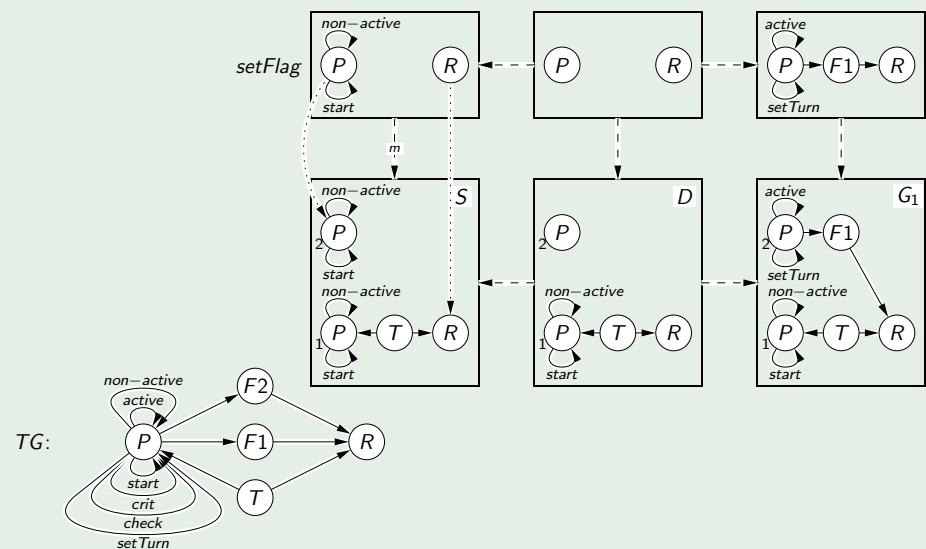 non−active
active
setFlag P R P R P F1 R
start
setTurn
m
S D G1
non−active
active
2 P 2 P 2 P F1
start
setTurn
non−active non−active non−active
1 P T R 1 P T R 1 P T R
start start start
TG:
non−active
active
F2
P F1 R
start
T
crit
check
setTurn